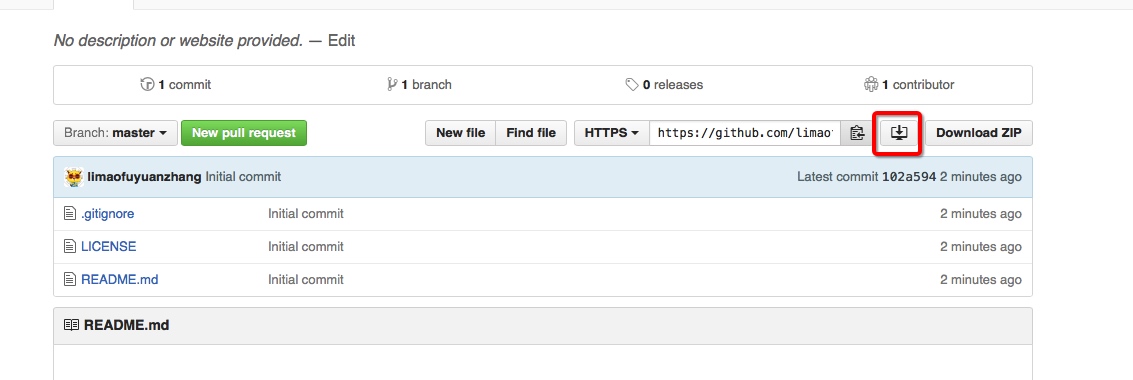 No description or website provided. — Edit
1 commit
1 branch
0 releases
1 contributor
Branch: master
New pull request
New file
Find file
HTTPS
https://github.com/limaof
Download ZIP
limaofuyuanzhang Initial commit
Latest commit 102a594 2 minutes ago
.gitignore Initial commit 2 minutes ago
LICENSE Initial commit 2 minutes ago
README.md Initial commit 2 minutes ago
README.md